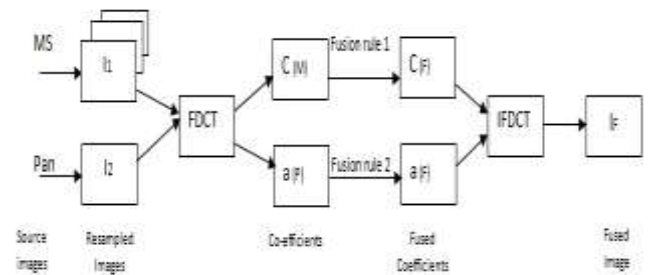 MS
I1
C (M)
Fusion rule 1
C (F)
FDCT
IFDCT
IF
Pan
I2
a (P)
Fusion rule 2
a (F)
Source
Images
Resampled
Images
Co-efficients
Fused
Coefficients
Fused
Image